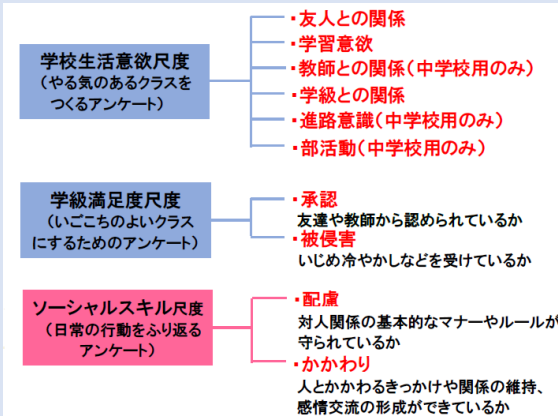 学校生活意欲尺度
（やる気のあるクラスを
つくるアンケート）
・友人との関係
・学習意欲
・教師との関係（中学校用のみ）
・学級との関係
・進路意識（中学校用のみ）
・部活動（中学校用のみ）
学級満足度尺度
（いごこちのよいクラス
にするためのアンケート）
・承認
友達や教師から認められているか
・被侵害
いじめ冷やかしなどを受けているか
ソーシャルスキル尺度
（日常の行動をふり返る
アンケート）
・配慮
対人関係の基本的なマナーやルールが
守られているか
・かかわり
人とかかわるきっかけや関係の維持、
感情交流の形成ができているか